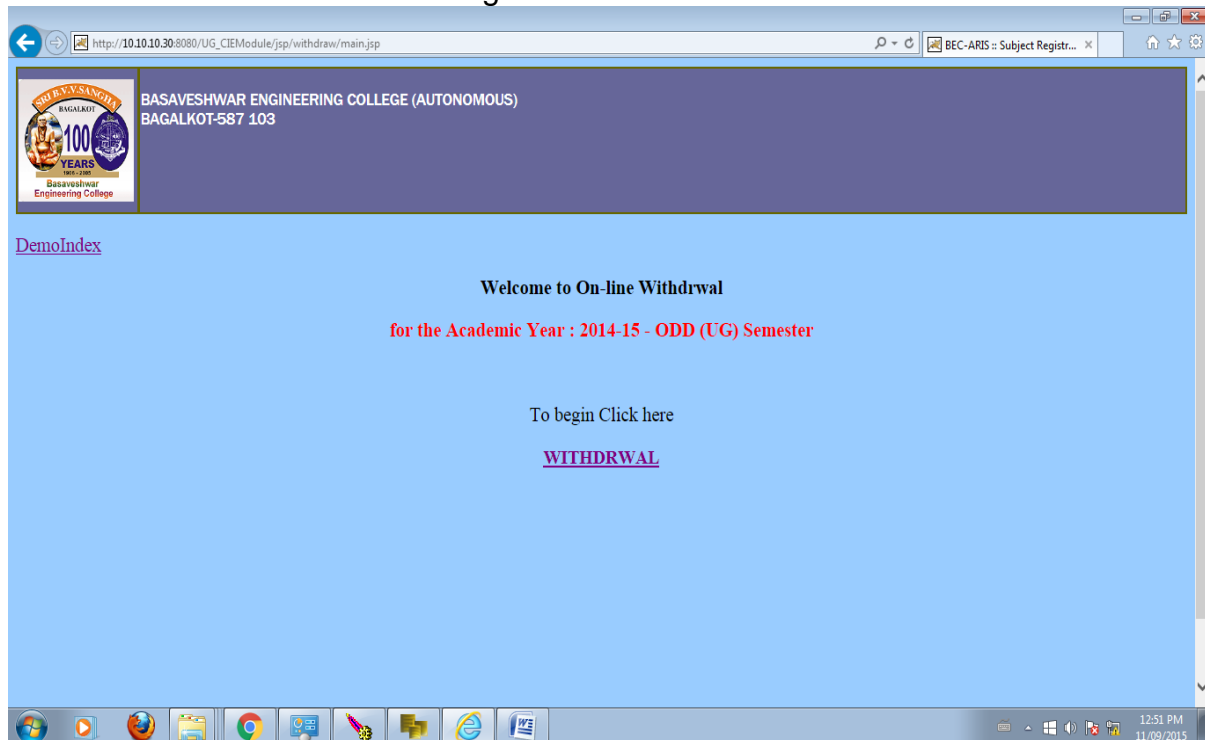 http://10.10.10.30:8080/UG_CIEModule/jsp/withdraw/main.jsp
BEC-ARIS :: Subject Registr...
SRI B.V.V.SANGHA
BAGALKOT
100
YEARS
Basaveshwar
Engineering College
BASAVESHWAR ENGINEERING COLLEGE (AUTONOMOUS)
BAGALKOT-587 103
DemoIndex
Welcome to On-line Withdrwal
for the Academic Year : 2014-15 - ODD (UG) Semester
To begin Click here
WITHDRWAL
12:51 PM
11/09/2015